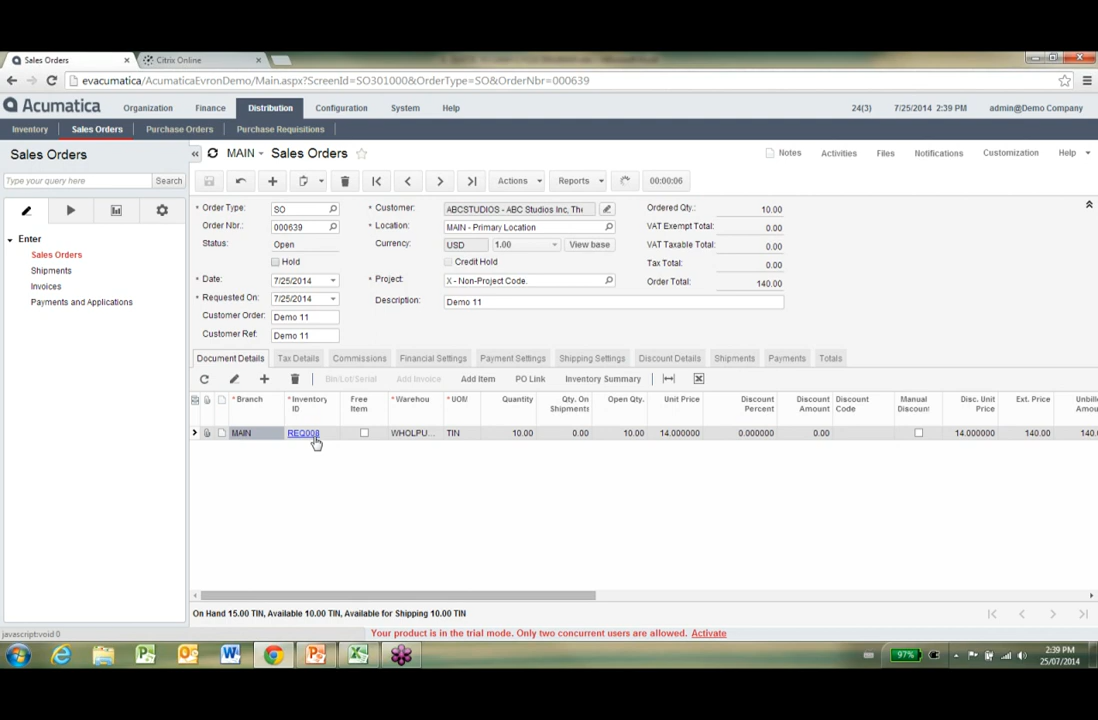 Sales Orders
Citrix Online
evacumatica/AcumaticaEvronDemo/Main.aspx?ScreenId=SO301000&OrderType=SO&OrderNbr=000639
Acumatica Organization Finance Distribution Configuration System Help 24(3) 7/25/2014 2:39 PM admin@Demo Company
Inventory Sales Orders Purchase Orders Purchase Requisitions
Sales Orders
MAIN Sales Orders Notes Activities Files Notifications Customization Help
Type your query here Search
Actions Reports 00:00:06
Order Type: SO * Customer: ABCSTUDIOS - ABC Studios Inc, The Ordered Qty.: 10.00
Order Nbr.: 000639 * Location: MAIN - Primary Location VAT Exempt Total: 0.00
Status: Open Currency: USD 1.00 View base VAT Taxable Total: 0.00
Hold Credit Hold Tax Total: 0.00
* Date: 7/25/2014 * Project: X - Non-Project Code. Order Total: 140.00
* Requested On: 7/25/2014 Description: Demo 11
Customer Order: Demo 11
Customer Ref: Demo 11
Enter
Sales Orders
Shipments
Invoices
Payments and Applications
Document Details Tax Details Commissions Financial Settings Payment Settings Shipping Settings Discount Details Shipments Payments Totals
Bin/Lot/Serial Add Invoice Add Item PO Link Inventory Summary
* Branch * Inventory ID Free Item * Warehou * UOM Quantity Qty. On Shipments Open Qty. Unit Price Discount Percent Discount Amount Discount Code Manual Discount Disc. Unit Price Ext. Price Unbille Amou
MAIN REQ008 WHOLPU... TIN 10.00 0.00 10.00 14.000000 0.000000 0.00 14.000000 140.00 140.
On Hand 15.00 TIN, Available 10.00 TIN, Available for Shipping 10.00 TIN
javascript:void 0
Your product is in the trial mode. Only two concurrent users are allowed. Activate
97%
2:39 PM
25/07/2014